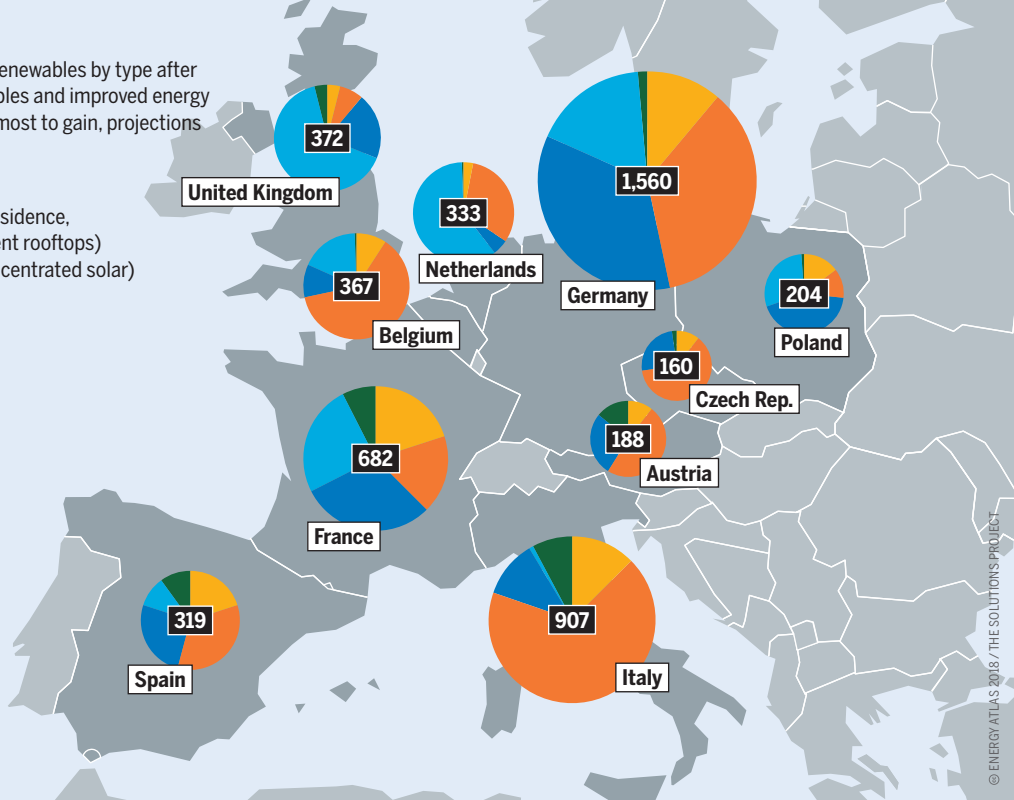 enewables by type after
bles and improved energy
most to gain, projections
sidence,
ent rooftops)
centrated solar)
372
United Kingdom
333
Netherlands
1,560
Germany
367
Belgium
204
Poland
160
Czech Rep.
188
Austria
682
France
907
Italy
319
Spain
ENERGY ATLAS 2018 / THE SOLUTIONS PROJECT